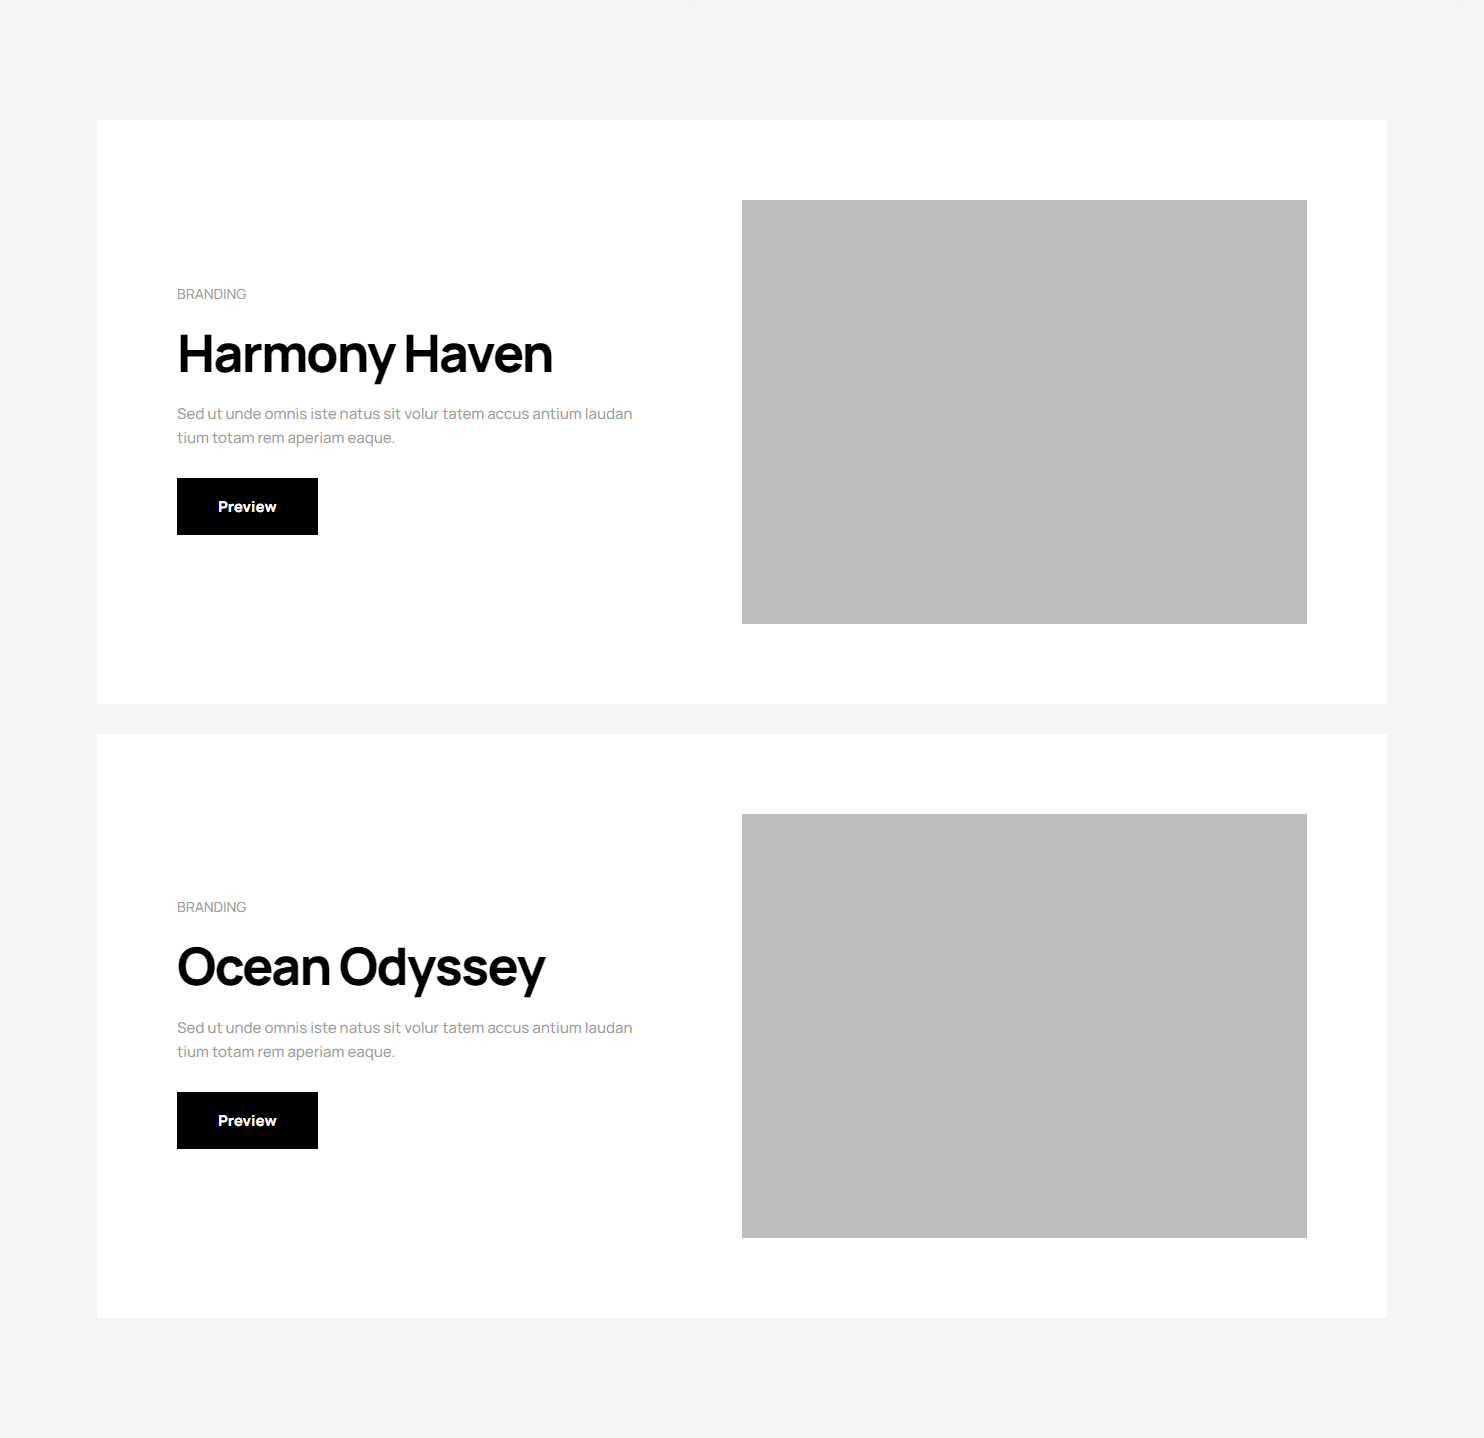 BRANDING
Harmony Haven
Sed ut unde omnis iste natus sit volur tatem accus antium laudan
tium totam rem aperiam eaque.
Preview
BRANDING
Ocean Odyssey
Sed ut unde omnis iste natus sit volur tatem accus antium laudan
tium totam rem aperiam eaque.
Preview